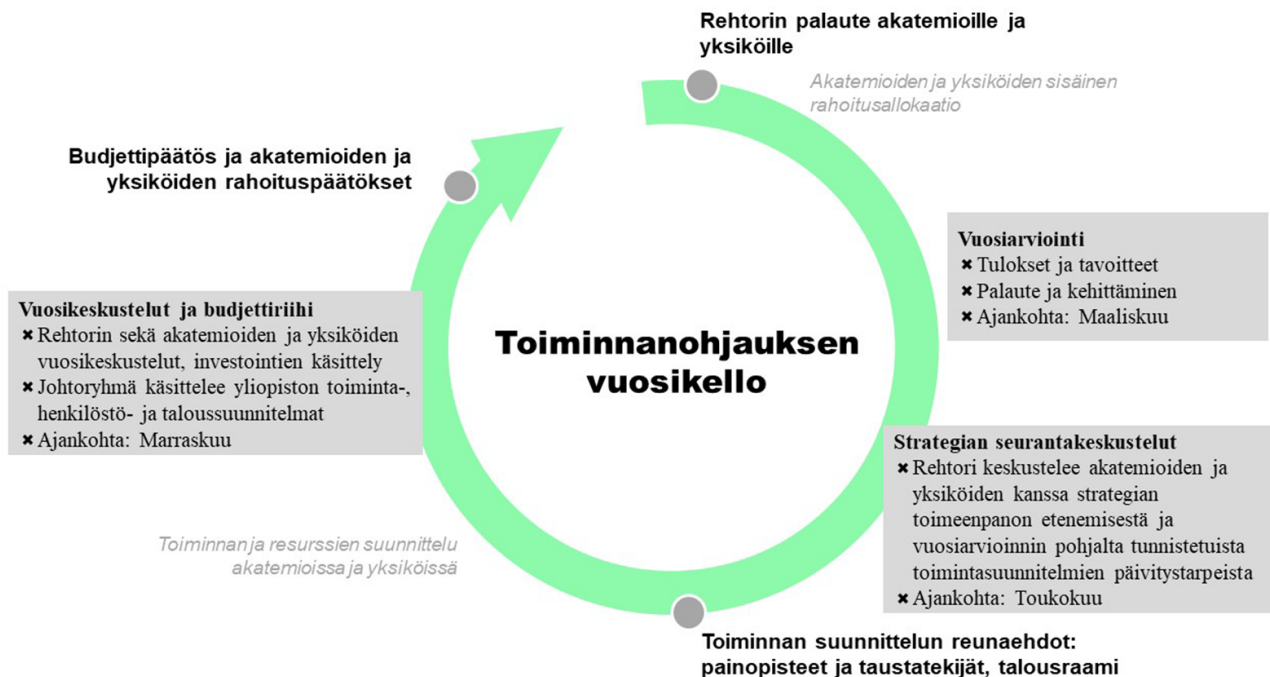 Rehtorin palaute akatemioille ja
yksiköille
Akatemioiden ja yksiköiden sisäinen
rahoitusallokaatio
Budjettipäätös ja akatemioiden ja
yksiköiden rahoituspäätökset
Vuosiarviointi
✖ Tulokset ja tavoitteet
✖ Palaute ja kehittäminen
✖ Ajankohta: Maaliskuu
Vuosikeskustelut ja budjettiriihi
✖ Rehtorin sekä akatemioiden ja yksiköiden
vuosikeskustelut, investointien käsittely
✖ Johtoryhmä käsittelee yliopiston toiminta-,
henkilöstö- ja taloussuunnitelmat
✖ Ajankohta: Marraskuu
Toiminnanohjauksen
vuosikello
Strategian seurantakeskustelut
✖ Rehtori keskustelee akatemioiden ja
yksiköiden kanssa strategian
toimeenpanon etenemisestä ja
vuosiarvioinnin pohjalta tunnistetuista
toimintasuunnitelmien päivitystarpeista
✖ Ajankohta: Toukokuu
Toiminnan ja resurssien suunnittelu
akatemioissa ja yksiköissä
Toiminnan suunnittelun reunaehdot:
painopisteet ja taustatekijät, talousraami